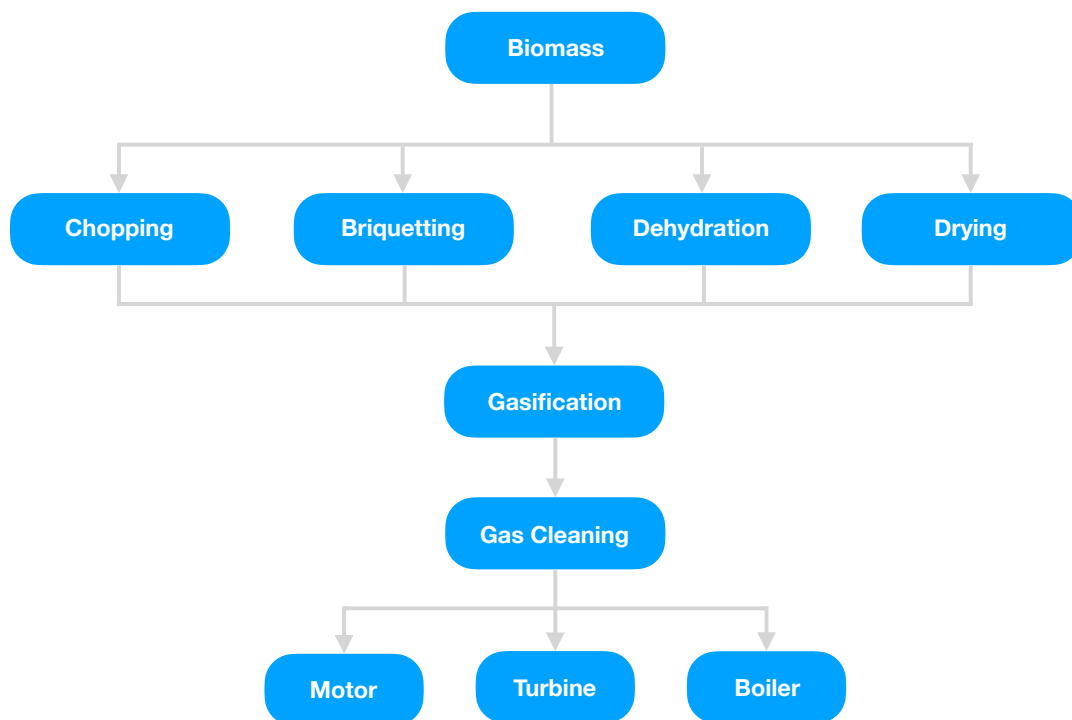 Biomass
Chopping
Briquetting
Dehydration
Drying
Gasification
Gas Cleaning
Motor
Turbine
Boiler